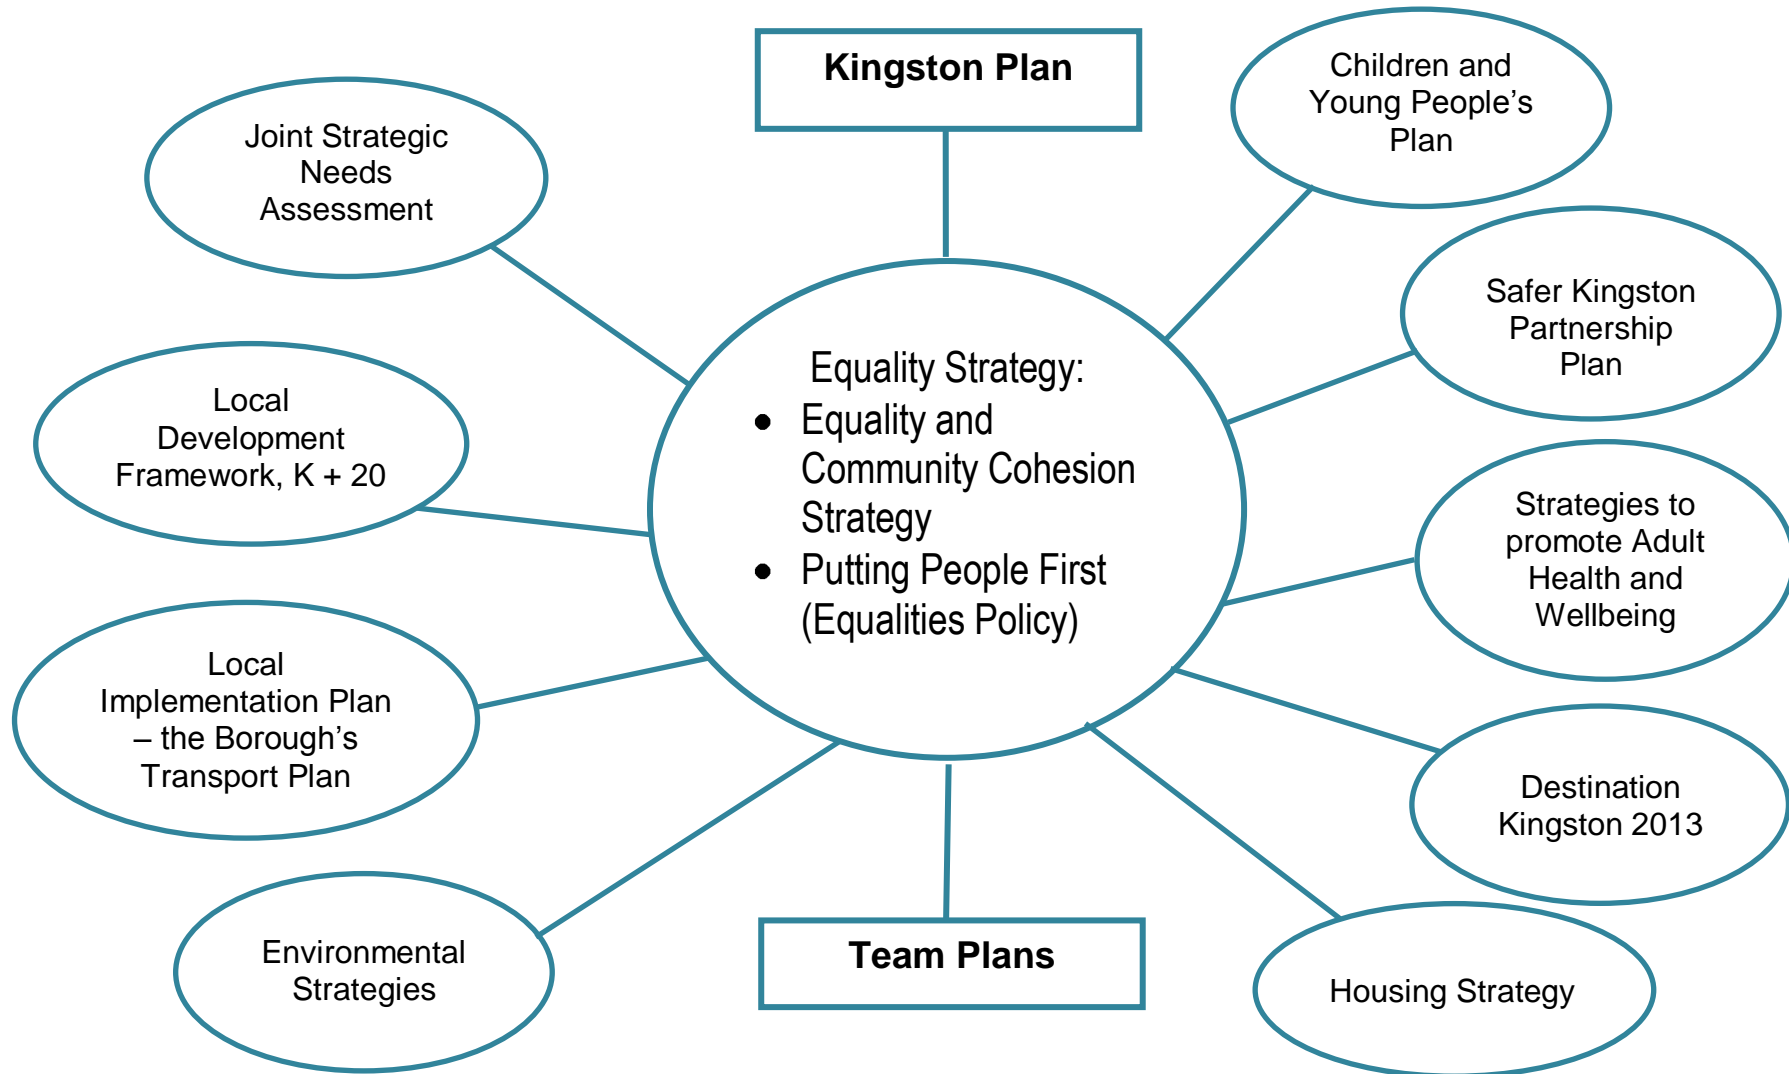 Kingston Plan
Children and
Young People’s
Plan
Joint Strategic
Needs
Assessment
Safer Kingston
Partnership
Plan
Equality Strategy:
• Equality and
Community Cohesion
Strategy
• Putting People First
(Equalities Policy)
Local
Development
Framework, K + 20
Strategies to
promote Adult
Health and
Wellbeing
Local
Implementation Plan
– the Borough’s
Transport Plan
Destination
Kingston 2013
Environmental
Strategies
Team Plans
Housing Strategy